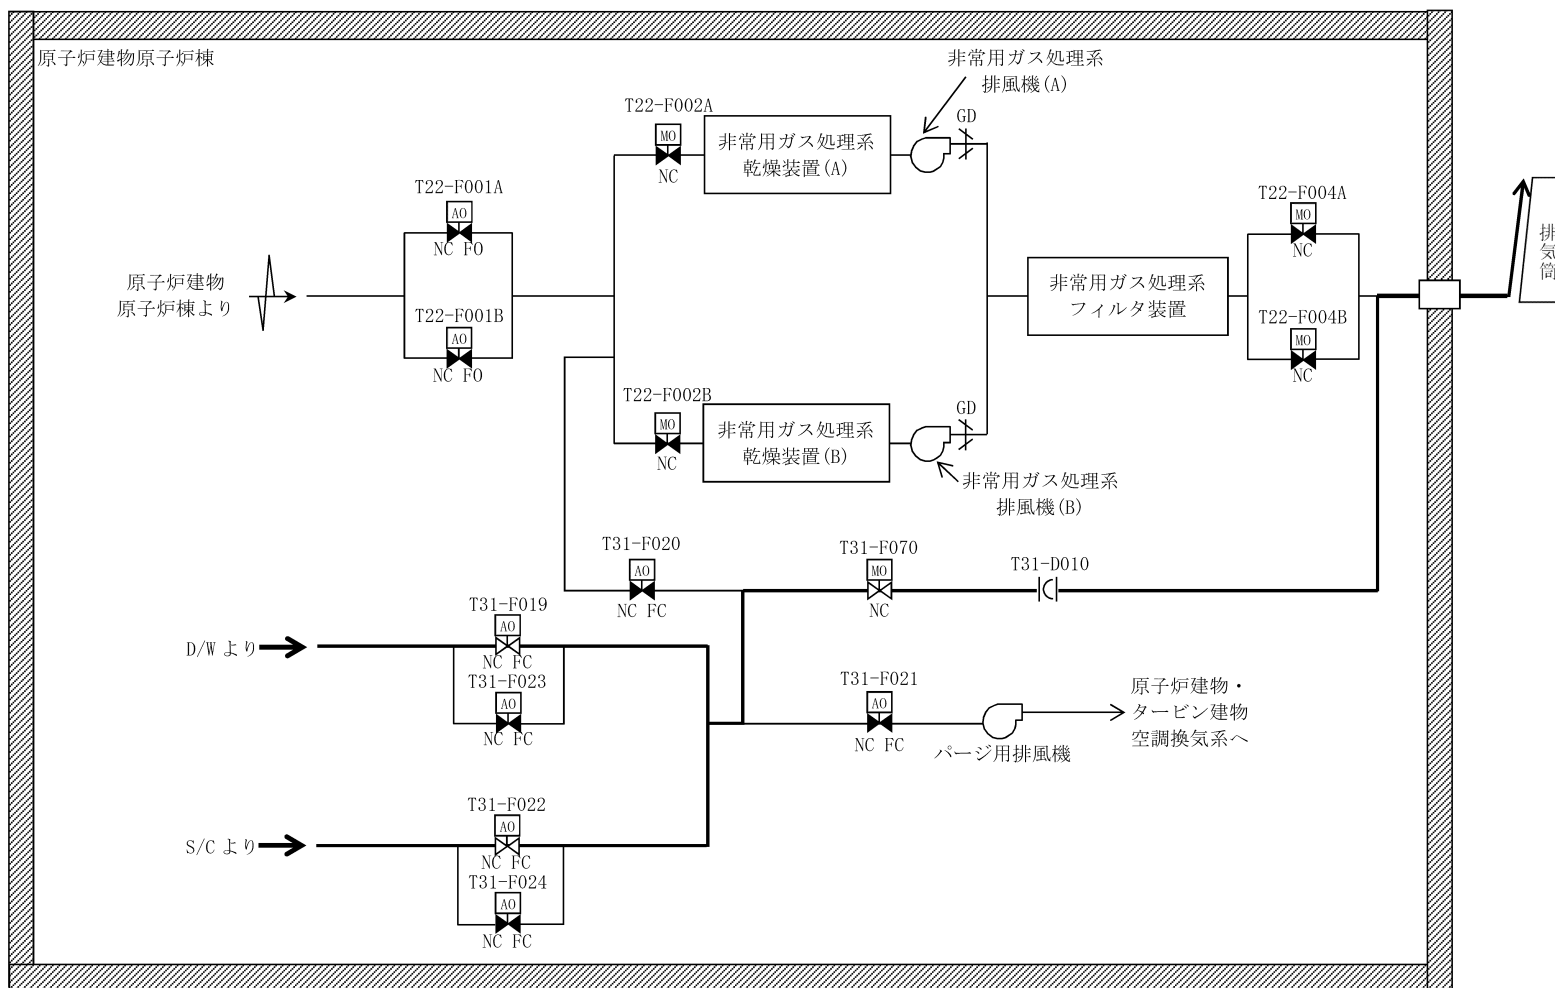 原子炉建物原子炉棟
非常用ガス処理系
排風機(A)
T22-F002A
MO
NC
非常用ガス処理系
乾燥装置(A)
GD
T22-F001A
AO
NC FO
T22-F004A
MO
NC
排気筒
原子炉建物
原子炉棟より
非常用ガス処理系
フィルタ装置
T22-F001B
AO
NC FO
T22-F004B
MO
NC
T22-F002B
MO
NC
非常用ガス処理系
乾燥装置(B)
GD
非常用ガス処理系
排風機(B)
T31-F020
AO
NC FC
T31-F070
MO
NC
T31-D010
T31-F019
AO
NC FC
D/W より
T31-F023
AO
NC FC
T31-F021
AO
NC FC
パージ用排風機
原子炉建物・
タービン建物
空調換気系へ
T31-F022
AO
NC FC
S/C より
T31-F024
AO
NC FC